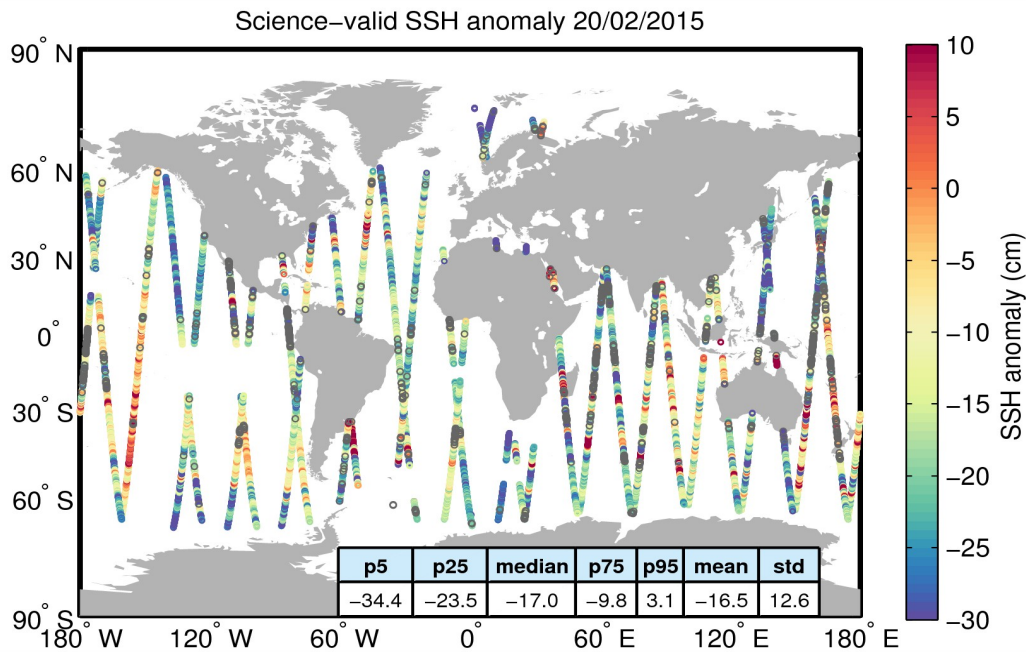 Science−valid SSH anomaly 20/02/2015
90° N
60° N
30° N
0°
30° S
60° S
90° S
180° W
120° W
60° W
0°
60° E
120° E
180° E
p5 p25 median p75 p95 mean std
−34.4 −23.5 −17.0 −9.8 3.1 −16.5 12.6
10
5
0
−5
−10
−15
−20
−25
−30
SSH anomaly (cm)